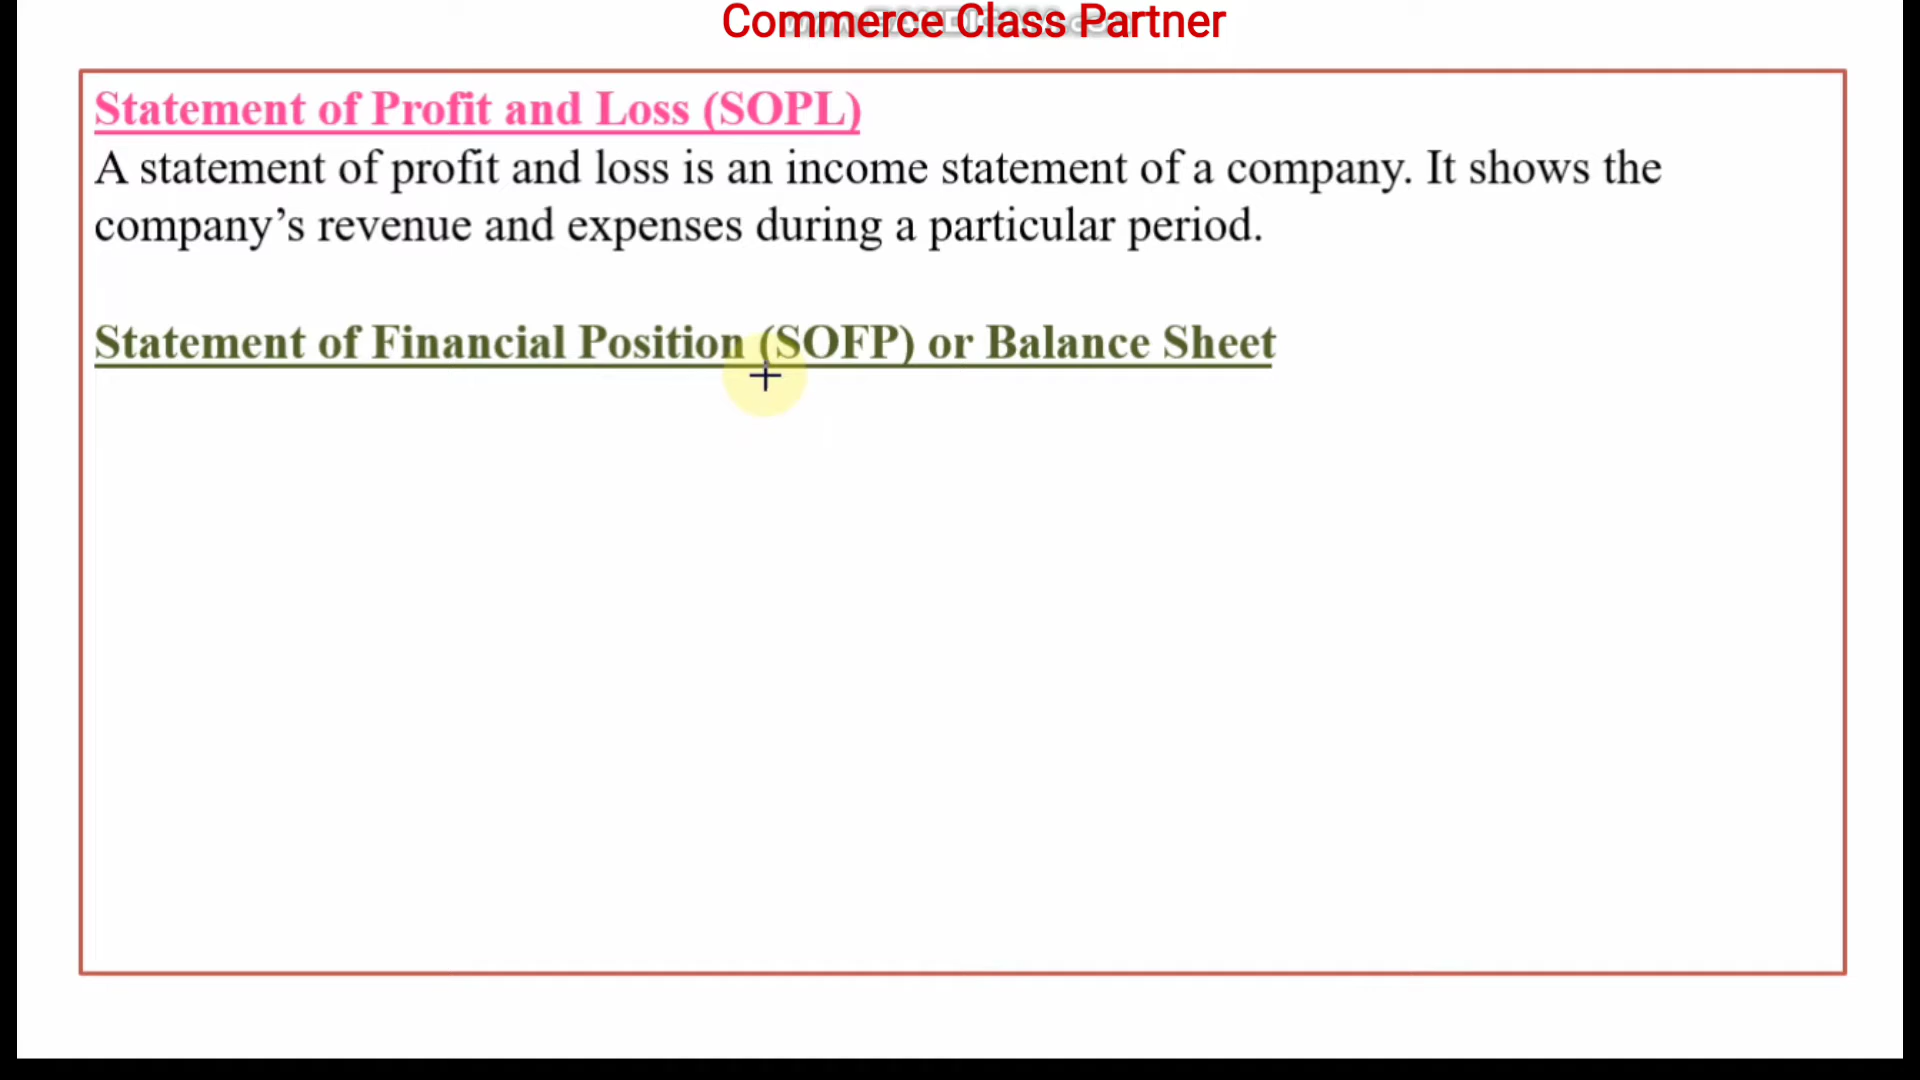 Commerce Class Partner
Statement of Profit and Loss (SOPL)
A statement of profit and loss is an income statement of a company. It shows the
company’s revenue and expenses during a particular period.
Statement of Financial Position (SOFP) or Balance Sheet